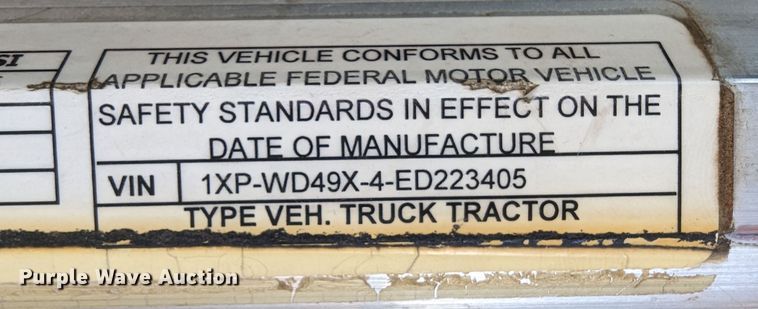 SI
THIS VEHICLE CONFORMS TO ALL
APPLICABLE FEDERAL MOTOR VEHICLE
SAFETY STANDARDS IN EFFECT ON THE
DATE OF MANUFACTURE
VIN 1XP-WD49X-4-ED223405
TYPE VEH. TRUCK TRACTOR
Purple Wave Auction